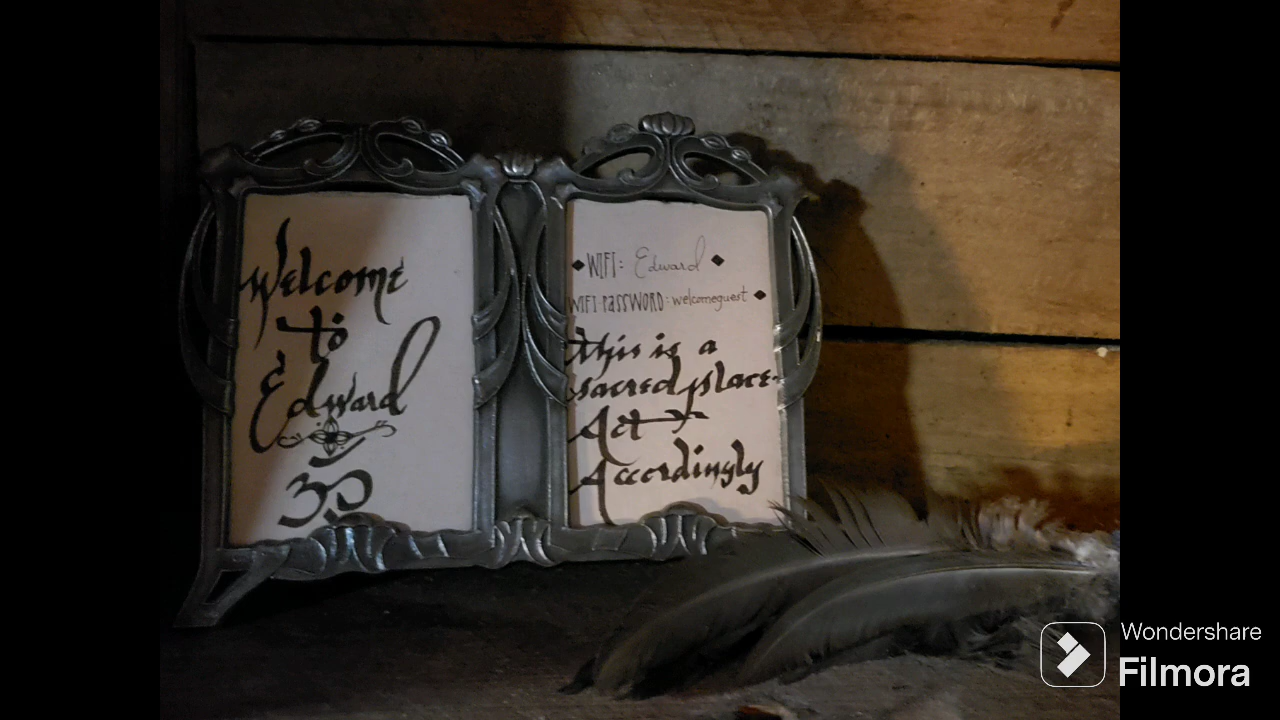 Welcome
to
Edward
ॐ
WIFI: Edward
WIFI PASSWORD: welcomeguest
this is a
sacred place.
Act
Accordingly
Wondershare
Filmora